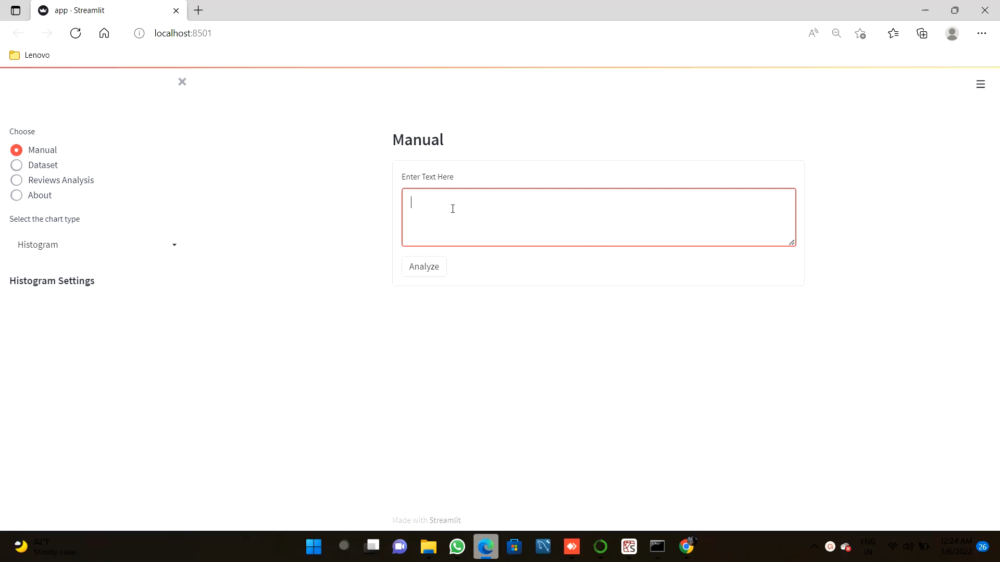 app · Streamlit
localhost:8501
Lenovo
Choose
Manual
Dataset
Reviews Analysis
About
Select the chart type
Histogram
Histogram Settings
Manual
Enter Text Here
Analyze
Made with Streamlit
82°F
Mostly clear
ENG
IN
12:24 AM
5/6/2022
26